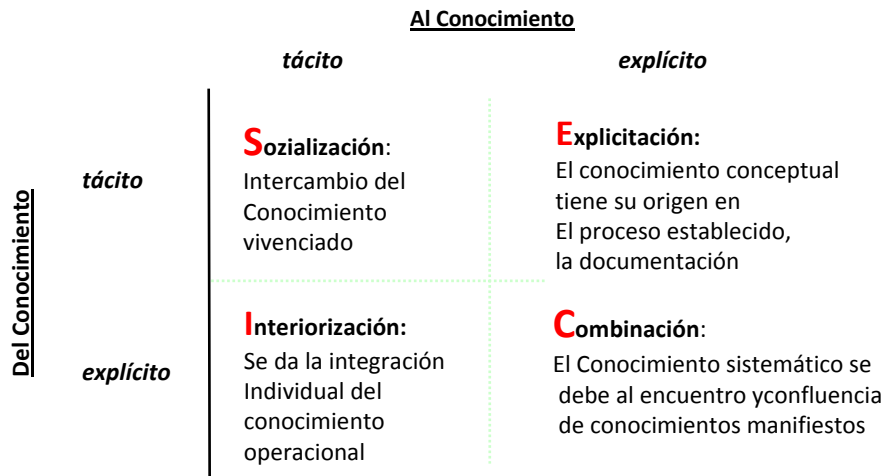 Al Conocimiento
tácito
explícito
Del Conocimiento
tácito
Sozialización:
Intercambio del
Conocimiento
vivenciado
Explicitación:
El conocimiento conceptual
tiene su origen en
El proceso establecido,
la documentación
explícito
Interiorización:
Se da la integración
Individual del
conocimiento
operacional
Combinación:
El Conocimiento sistemático se
debe al encuentro yconfluencia
de conocimientos manifiestos